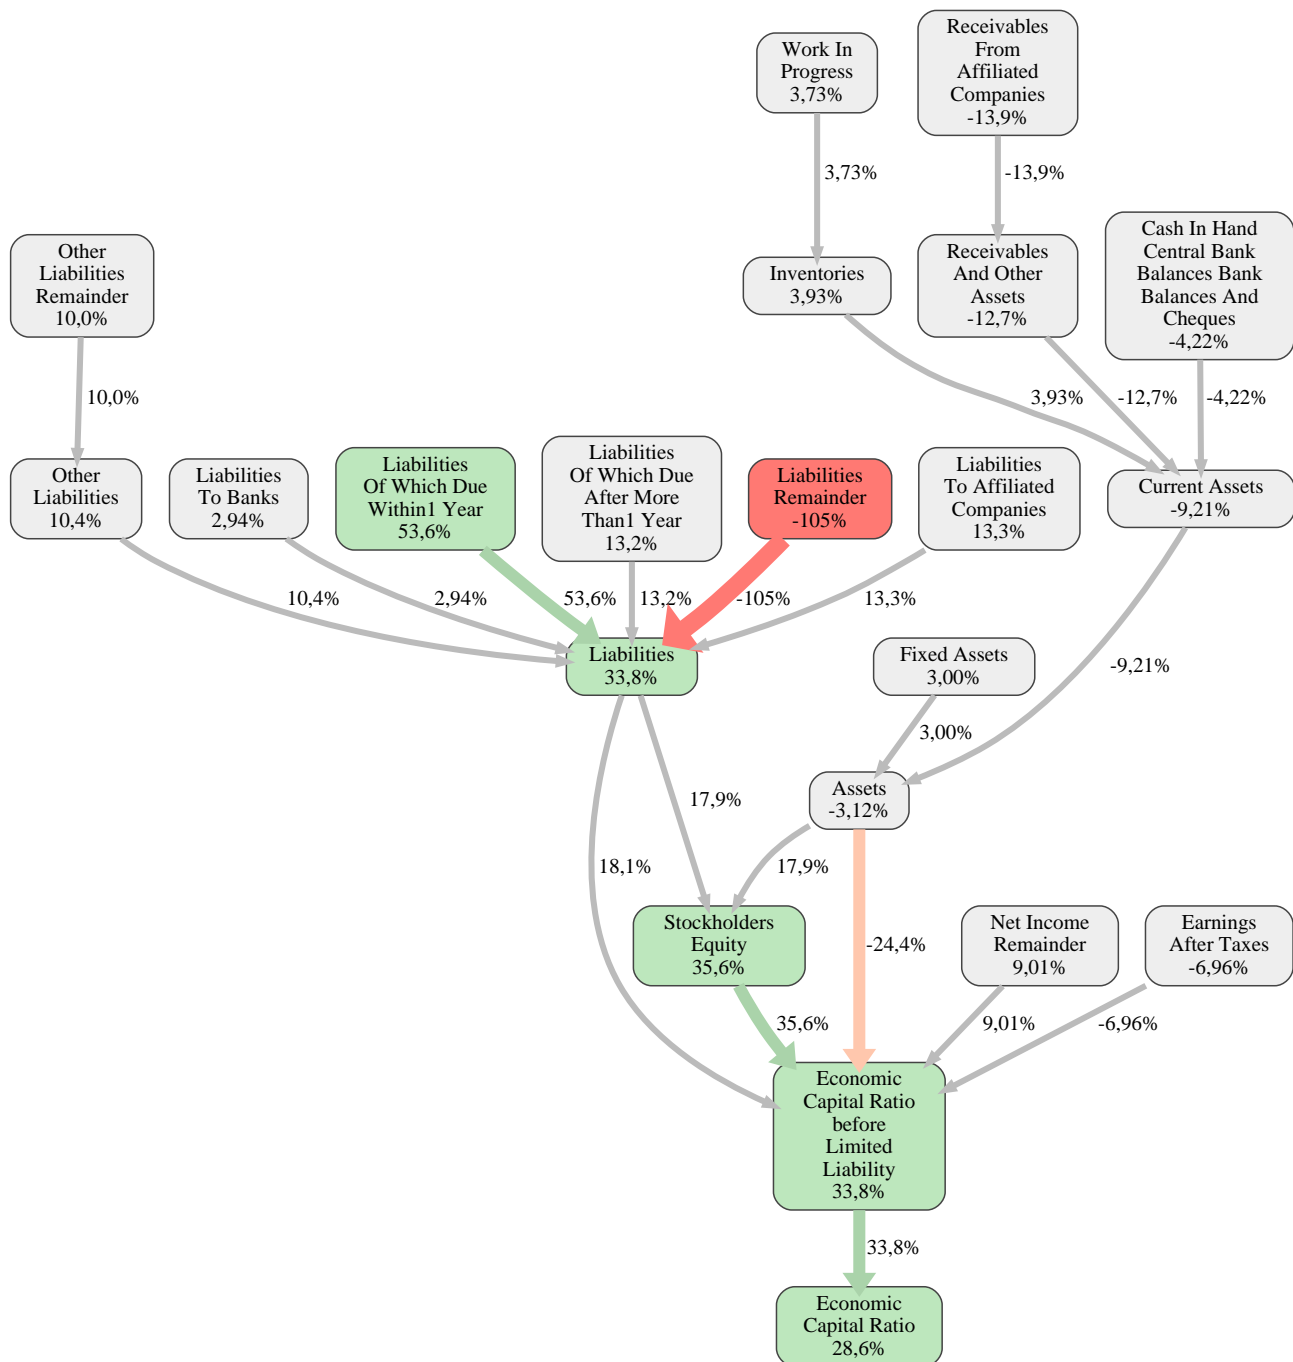 Work In
Progress
3,73%
Receivables
From
Affiliated
Companies
-13,9%
3,73%
-13,9%
Other
Liabilities
Remainder
10,0%
Inventories
3,93%
Receivables
And Other
Assets
-12,7%
Cash In Hand
Central Bank
Balances Bank
Balances And
Cheques
-4,22%
10,0%
3,93%
-12,7%
-4,22%
Other
Liabilities
10,4%
Liabilities
To Banks
2,94%
Liabilities
Of Which Due
Within1 Year
53,6%
Liabilities
Of Which Due
After More
Than1 Year
13,2%
Liabilities
Remainder
-105%
Liabilities
To Affiliated
Companies
13,3%
Current Assets
-9,21%
10,4%
2,94%
53,6%
13,2%
-105%
13,3%
Liabilities
33,8%
Fixed Assets
3,00%
-9,21%
3,00%
Assets
-3,12%
17,9%
18,1%
17,9%
Stockholders
Equity
35,6%
-24,4%
Net Income
Remainder
9,01%
Earnings
After Taxes
-6,96%
35,6%
9,01%
-6,96%
Economic
Capital Ratio
before
Limited
Liability
33,8%
33,8%
Economic
Capital Ratio
28,6%